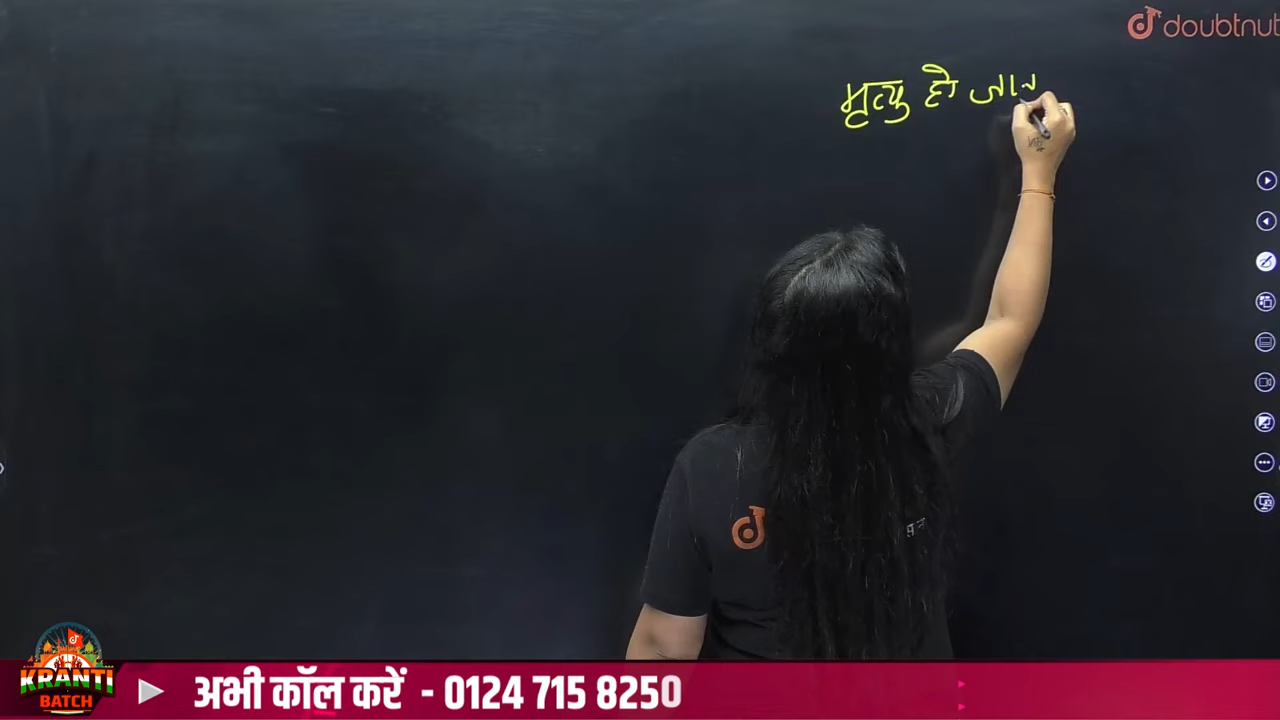 doubtnut
मृत्यु हो जान
KRANTI
BATCH
अभी कॉल करें - 0124 715 8250